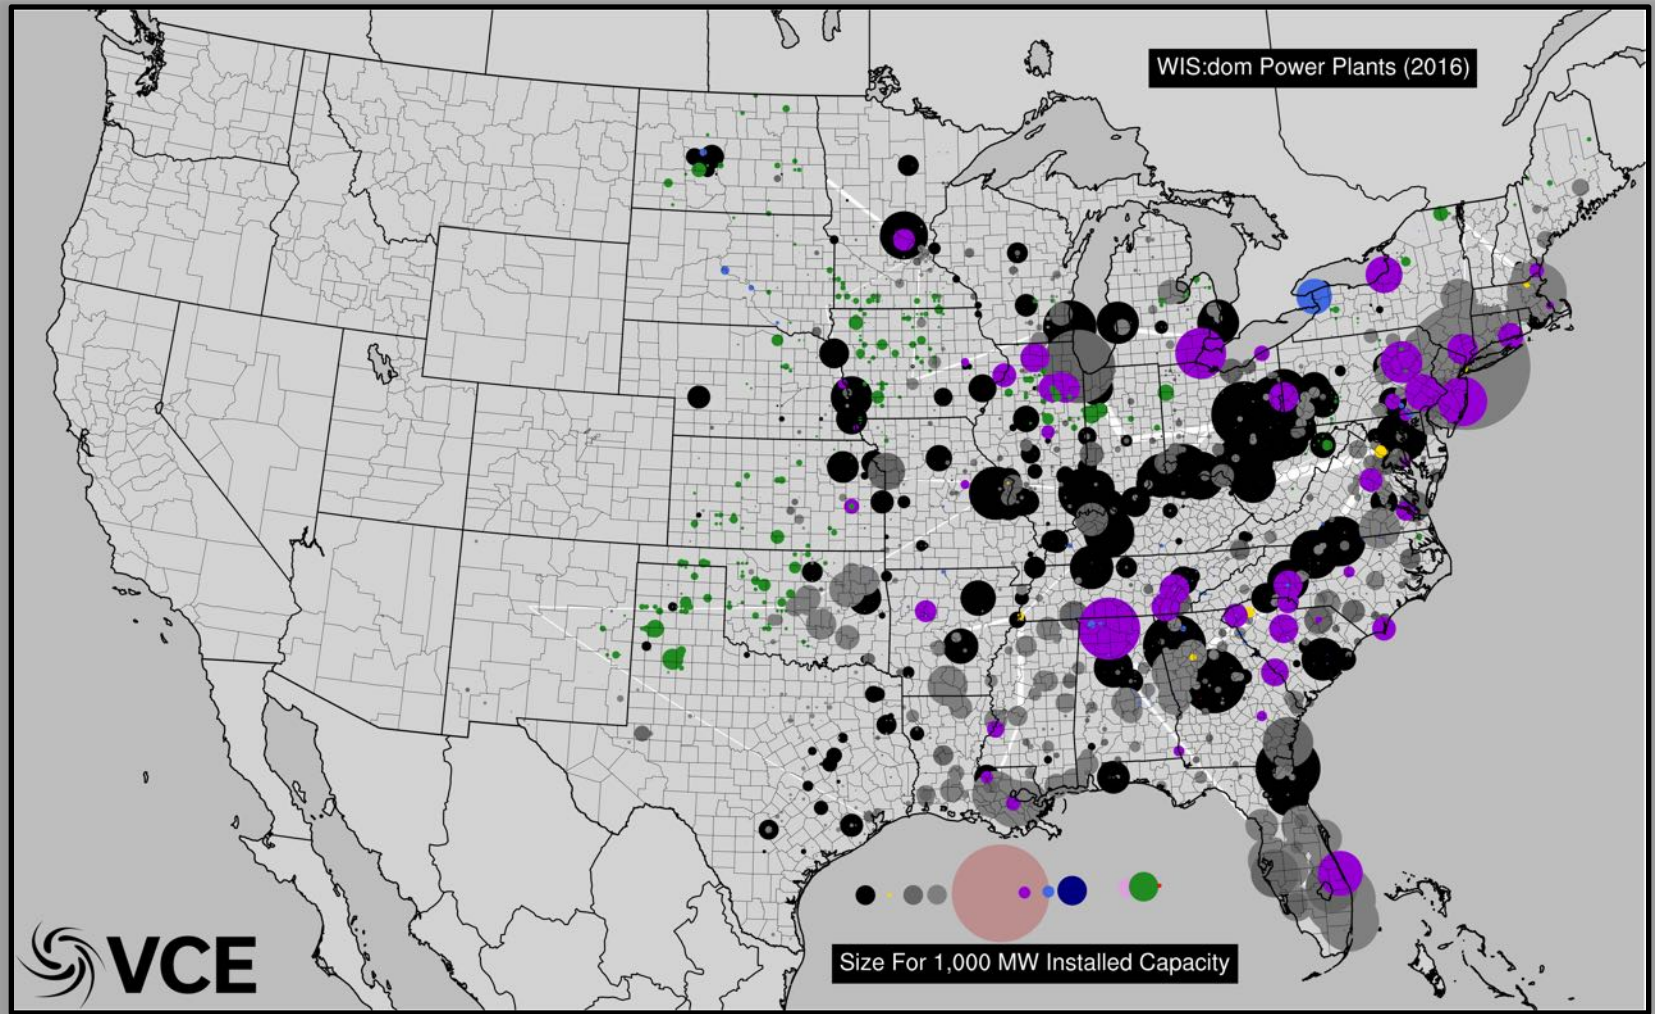 WIS:dom Power Plants (2016)
Size For 1,000 MW Installed Capacity
VCE